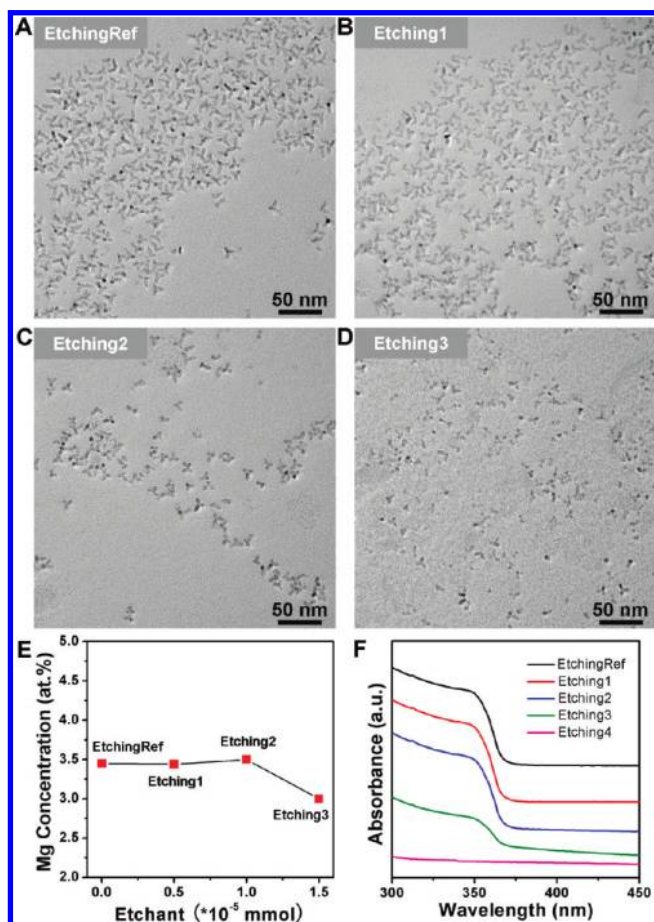 A EtchingRef
50 nm
B Etching1
50 nm
C Etching2
50 nm
D Etching3
50 nm
E
Mg Concentration (at.%)
5.0
4.5
4.0
3.5
3.0
2.5
2.0
EtchingRef
Etching1
Etching2
Etching3
0.0 0.5 1.0 1.5
Etchant (*10-5 mmol)
F
Absorbance (a.u.)
EtchingRef
Etching1
Etching2
Etching3
Etching4
300 350 400 450
Wavelength (nm)